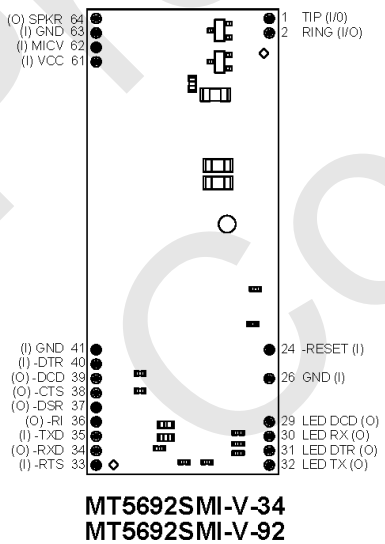 (O) SPKR 64
(I) GND 63
(I) MICV 62
(I) VCC 61
1 TIP (I/0)
2 RING (I/O)
(I) GND 41
(I) -DTR 40
(O) -DCD 39
(O) -CTS 38
(O) -DSR 37
(O) -RI 36
(I) -TXD 35
(O) -RXD 34
(I) -RTS 33
24 -RESET (I)
26 GND (I)
29 LED DCD (O)
30 LED RX (O)
31 LED DTR (O)
32 LED TX (O)
MT5692SMI-V-34
MT5692SMI-V-92